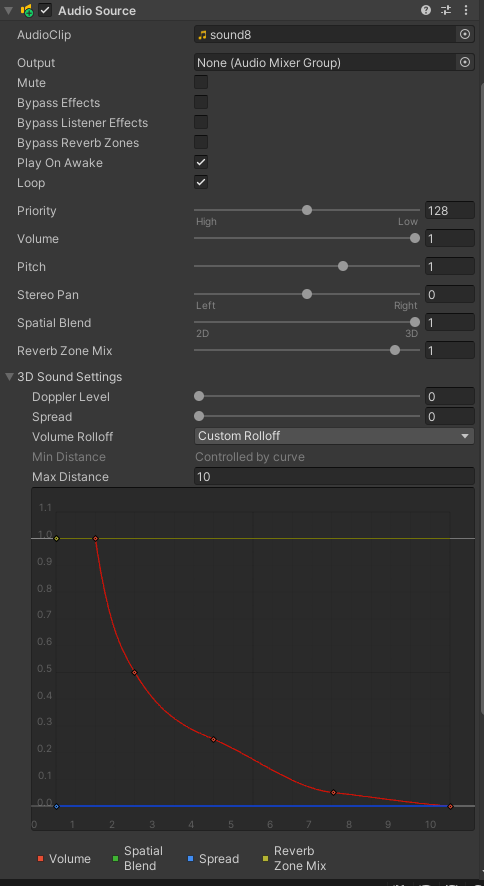 Audio Source
AudioClip
sound8
Output
None (Audio Mixer Group)
Mute
Bypass Effects
Bypass Listener Effects
Bypass Reverb Zones
Play On Awake
Loop
Priority
128
High
Low
Volume
1
Pitch
1
Stereo Pan
0
Left
Right
Spatial Blend
1
2D
3D
Reverb Zone Mix
1
3D Sound Settings
Doppler Level
0
Spread
0
Volume Rolloff
Custom Rolloff
Min Distance
Controlled by curve
Max Distance
10
1.1
1.0
0.9
0.8
0.7
0.6
0.5
0.4
0.3
0.2
0.1
0.0
0 1 2 3 4 5 6 7 8 9 10
Volume
Spatial
Blend
Spread
Reverb
Zone Mix